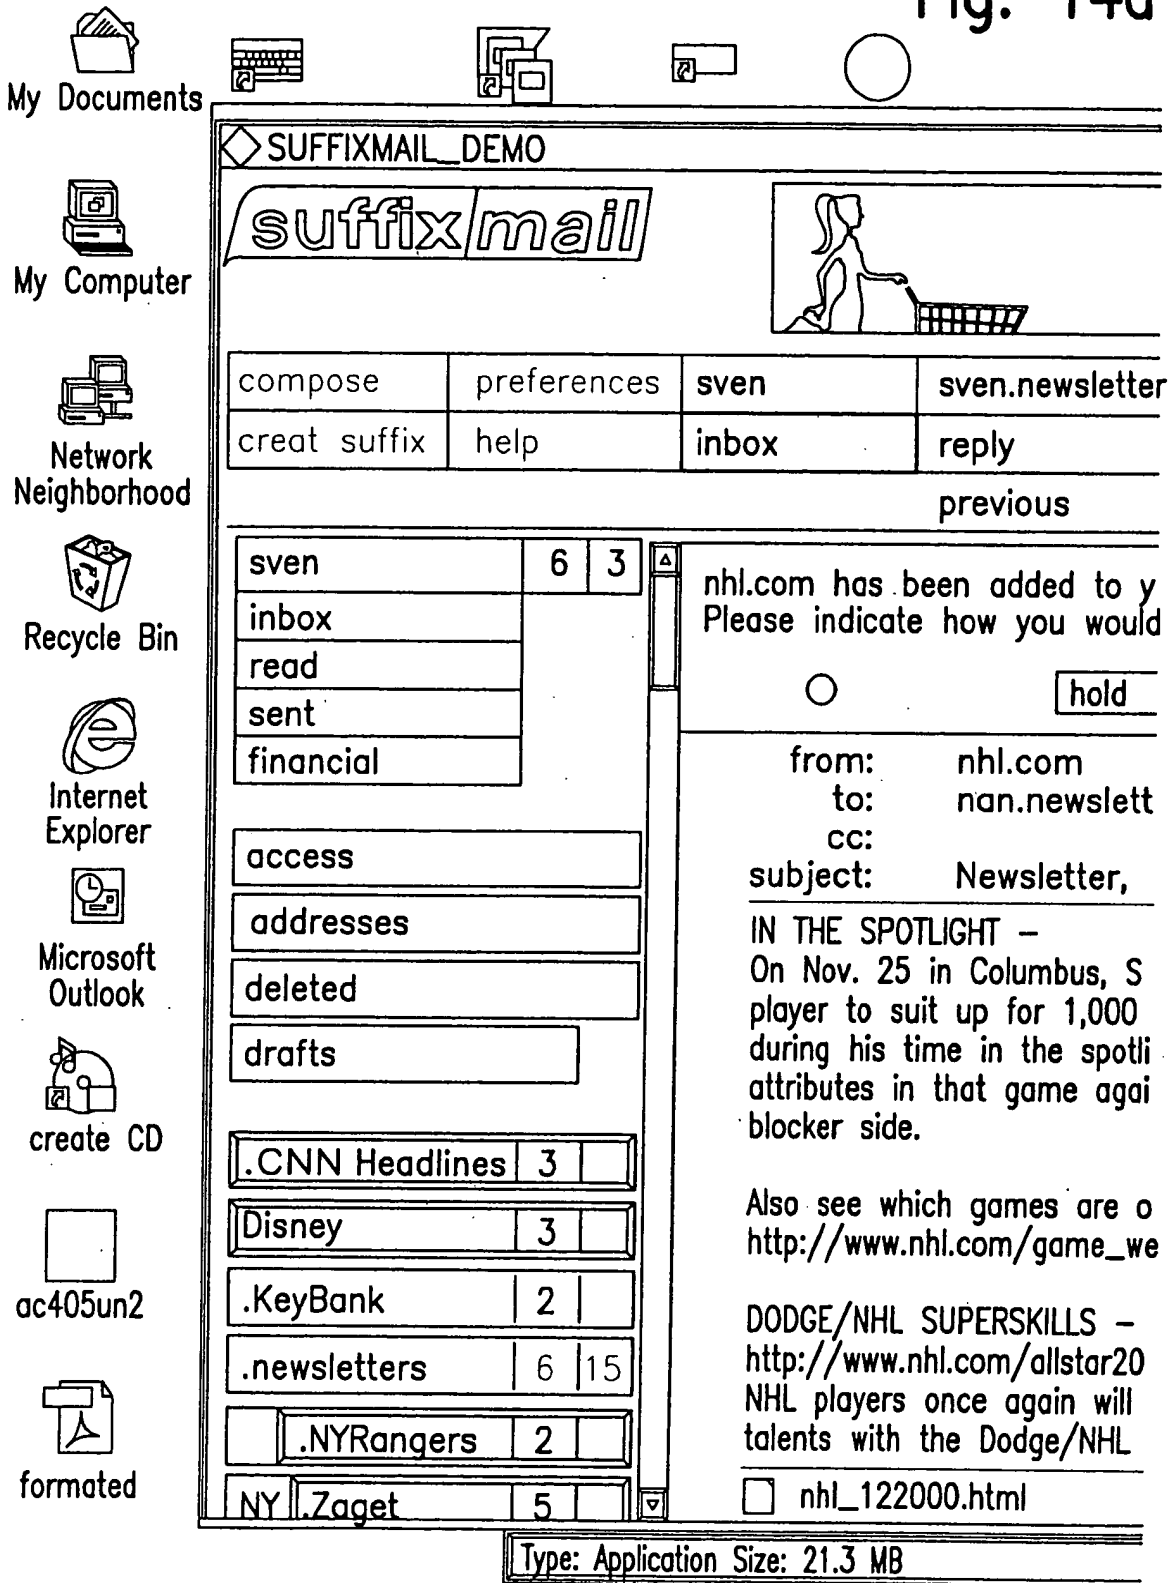 Fig. 14a
My Documents
My Computer
Network
Neighborhood
Recycle Bin
Internet
Explorer
Microsoft
Outlook
create CD
ac405un2
formated
SUFFIXMAIL_DEMO
suffix/mail
compose preferences sven sven.newsletter
creat suffix help inbox reply
previous
sven 6 3
inbox
read
sent
financial
access
addresses
deleted
drafts
.CNN Headlines 3
Disney 3
.KeyBank 2
.newsletters 6 15
.NYRangers 2
NY .Zaget 5
nhl.com has been added to y
Please indicate how you would
hold
from: nhl.com
to: nan.newslett
cc:
subject: Newsletter,
IN THE SPOTLIGHT –
On Nov. 25 in Columbus, S
player to suit up for 1,000
during his time in the spotli
attributes in that game agai
blocker side.
Also see which games are o
http://www.nhl.com/game_we
DODGE/NHL SUPERSKILLS –
http://www.nhl.com/allstar20
NHL players once again will
talents with the Dodge/NHL
nhl_122000.html
Type: Application Size: 21.3 MB